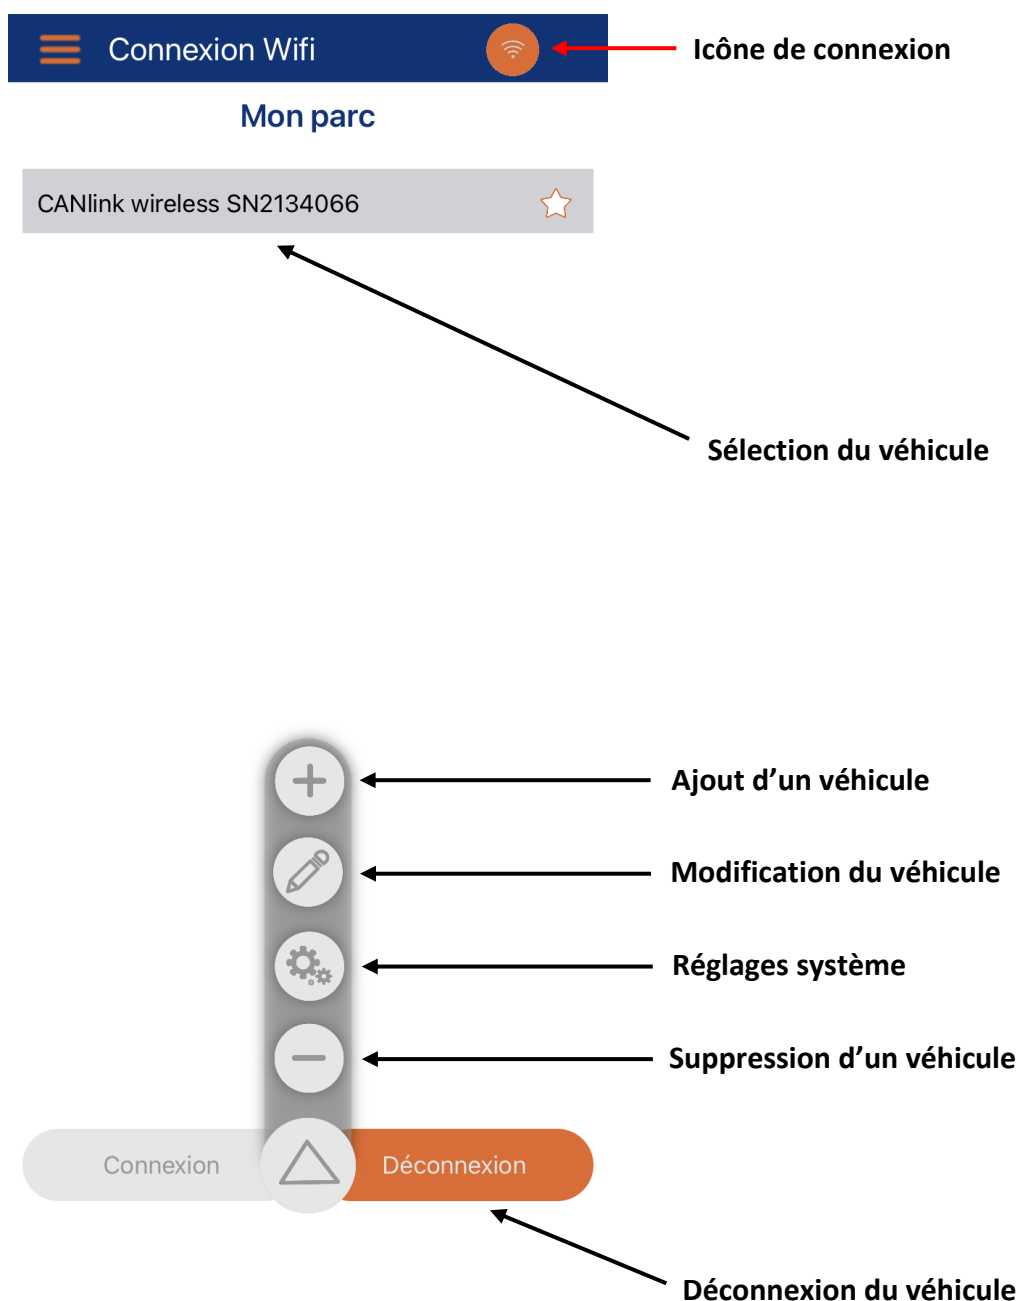 Connexion Wifi
Icône de connexion
Mon parc
CANlink wireless SN2134066
Sélection du véhicule
Ajout d’un véhicule
Modification du véhicule
Réglages système
Suppression d’un véhicule
Connexion
Déconnexion
Déconnexion du véhicule